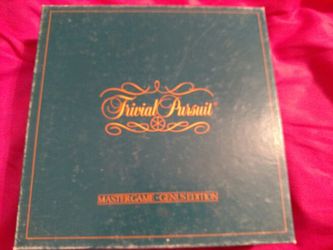 Trivial Pursuit
MASTER GAME - GENUS EDITION